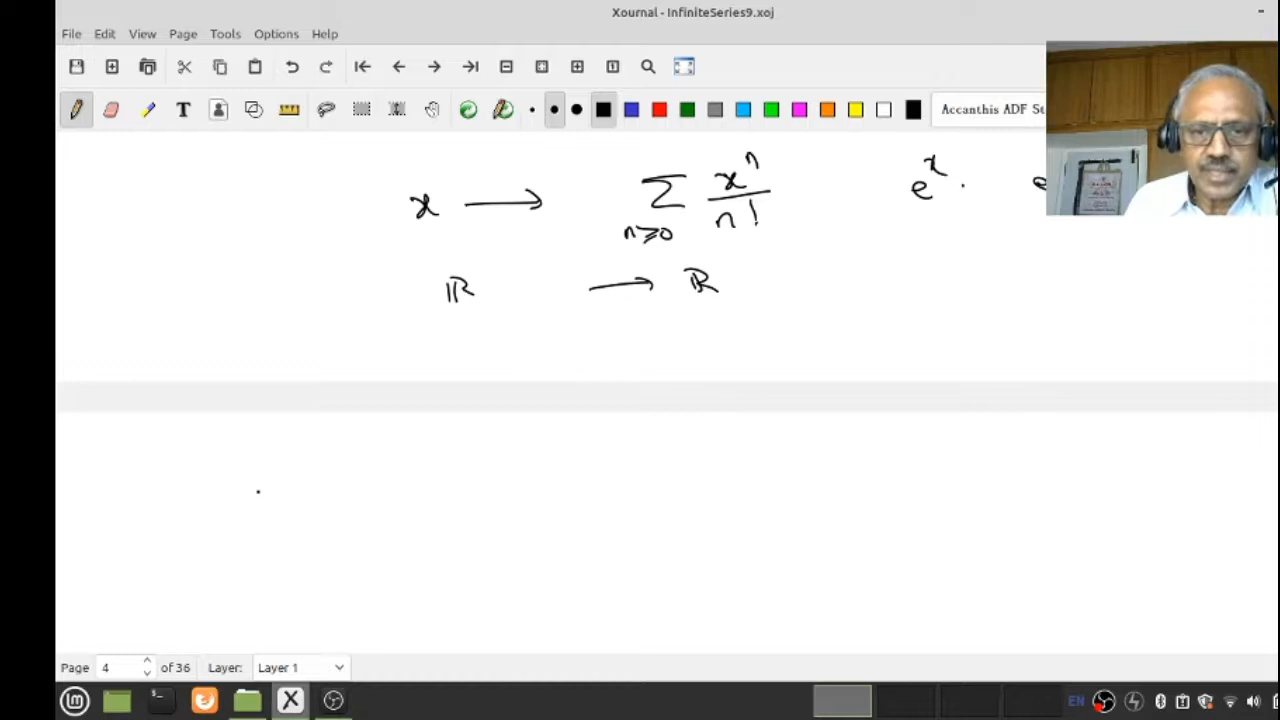 Xournal - InfiniteSeries9.xoj
File Edit View Page Tools Options Help
T Accanthis ADF St
x ⟶ ∑ n≥0 xⁿ/n! eˣ. e
ℝ ⟶ ℝ
Page 4 of 36 Layer: Layer 1
EN